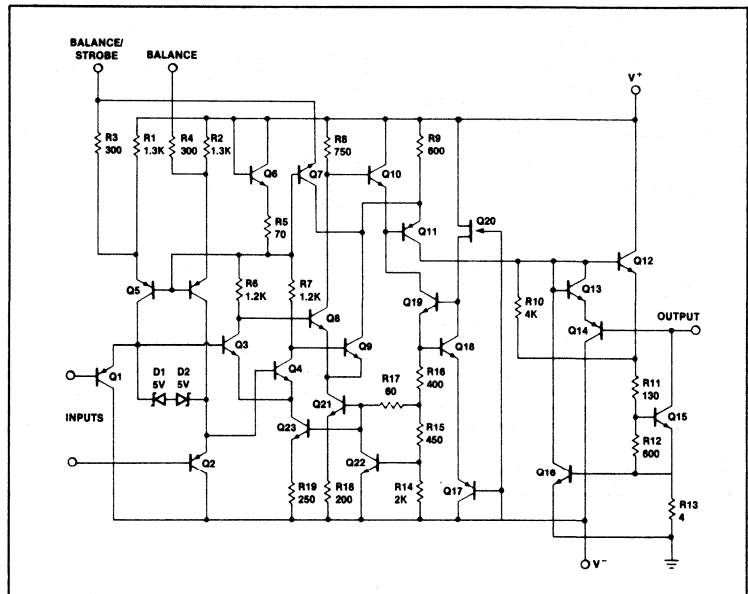 BALANCE/
STROBE
BALANCE
V+
R3
300
R1
1.3K
R4
300
R2
1.3K
Q6
R5
70
Q7
R8
750
Q10
R9
600
Q20
Q11
Q12
Q5
R6
1.2K
R7
1.2K
Q8
Q19
R10
4K
Q13
Q14
OUTPUT
Q3
Q9
Q18
Q1
D1
5V
D2
5V
Q4
R17
60
R16
400
R11
130
Q15
INPUTS
Q21
Q23
R15
450
R12
600
Q2
Q22
Q16
R19
250
R18
200
R14
2K
Q17
R13
4
V−